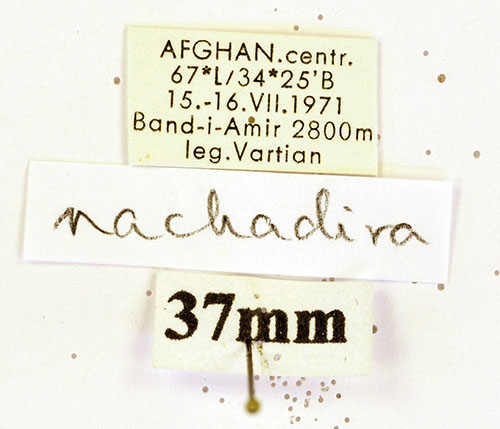 AFGHAN.centr.
67*L/34*25'B
15.-16.VII.1971
Band-i-Amir 2800m
leg.Vartian
nachadira
37mm